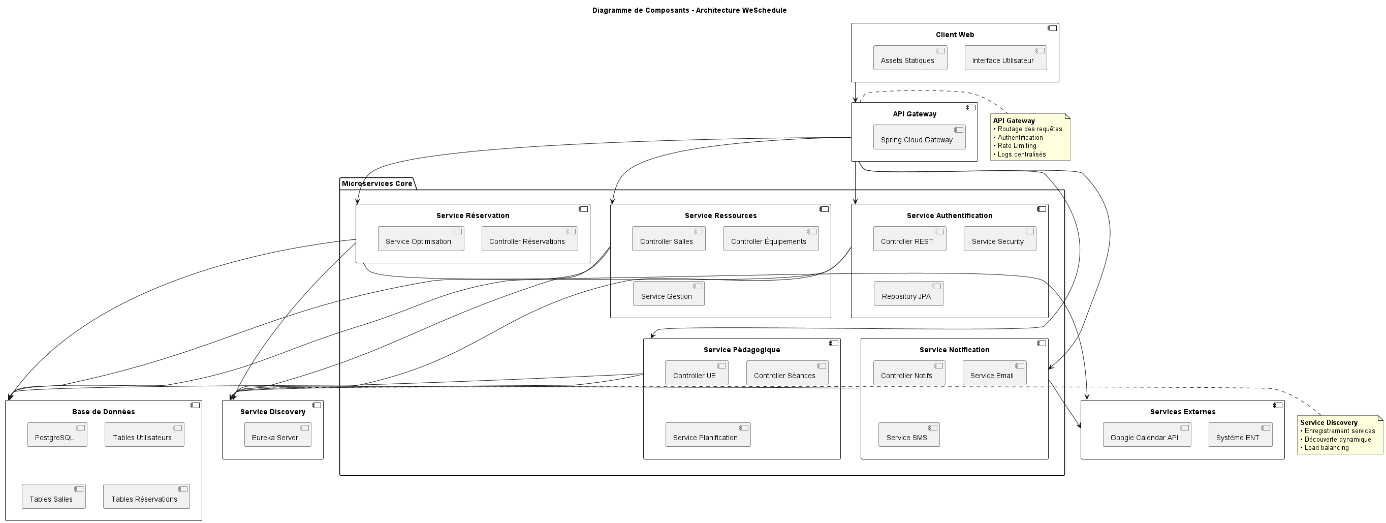 Diagramme de Composants - Architecture WeSchedule
Client Web
Assets Statiques
Interface Utilisateur
API Gateway
Spring Cloud Gateway
API Gateway
• Routage des requêtes
• Authentification
• Rate Limiting
• Logs centralisés
Microservices Core
Service Réservation
Service Optimisation
Controller Réservations
Service Ressources
Controller Salles
Controller Équipements
Service Gestion
Service Authentification
Controller REST
Service Security
Repository JPA
Service Pédagogique
Controller UE
Controller Séances
Service Planification
Service Notification
Controller Notifs
Service Email
Service SMS
Base de Données
PostgreSQL
Tables Utilisateurs
Tables Salles
Tables Réservations
Service Discovery
Eureka Server
Services Externes
Google Calendar API
Système ENT
Service Discovery
• Enregistrement services
• Découverte dynamique
• Load balancing